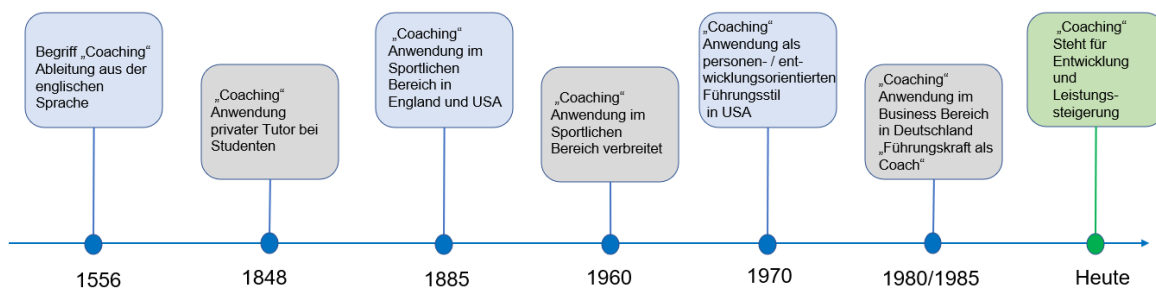 Begriff „Coaching“
Ableitung aus der
englischen
Sprache
1556
„Coaching“
Anwendung
privater Tutor bei
Studenten
1848
„Coaching“
Anwendung im
Sportlichen
Bereich in
England und USA
1885
„Coaching“
Anwendung im
Sportlichen
Bereich verbreitet
1960
„Coaching“
Anwendung als
personen- / ent-
wicklungsorientierten
Führungsstil
in USA
1970
„Coaching“
Anwendung im
Business Bereich
in Deutschland
„Führungskraft als
Coach“
1980/1985
„Coaching“
Steht für
Entwicklung
und
Leistungs-
steigerung
Heute